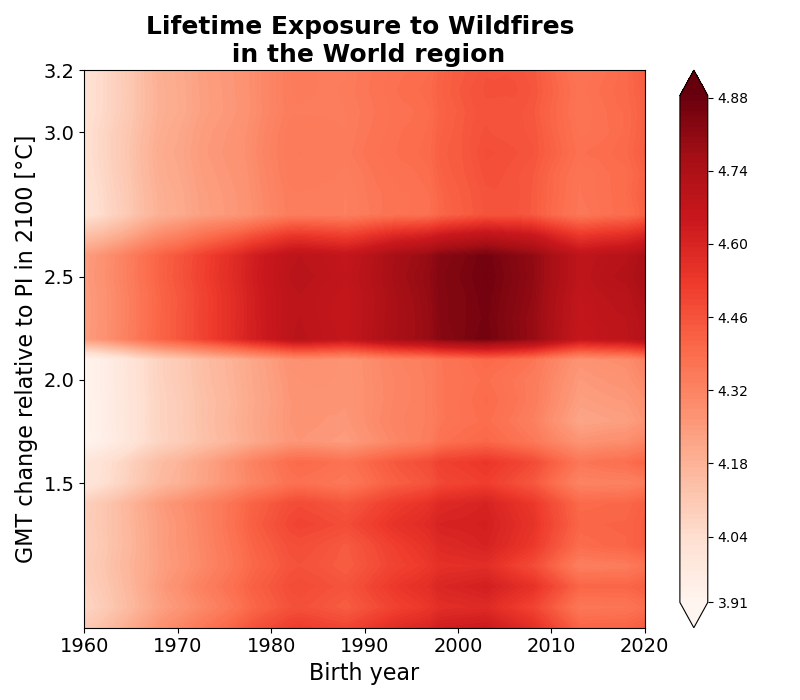 Lifetime Exposure to Wildfires
in the World region
3.2
3.0
2.5
2.0
1.5
GMT change relative to PI in 2100 [°C]
1960 1970 1980 1990 2000 2010 2020
Birth year
4.88
4.74
4.60
4.46
4.32
4.18
4.04
3.91